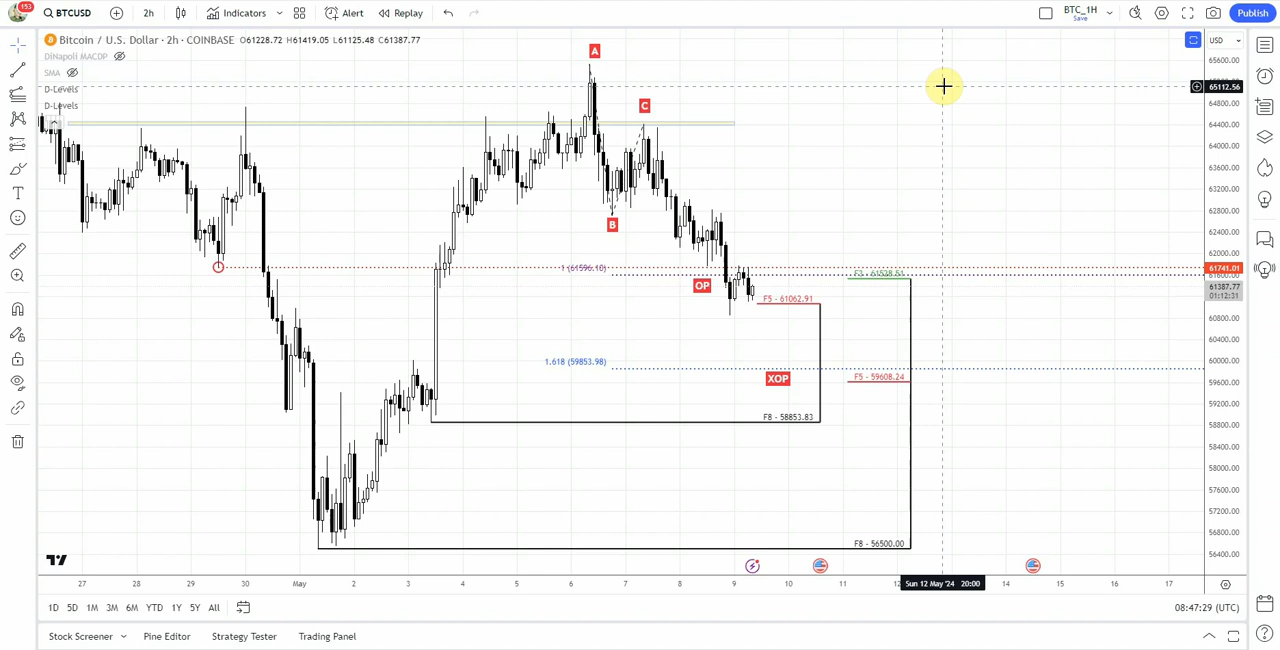 153
BTCUSD
2h
Indicators
Alert
Replay
BTC_1H
Save
Publish
Bitcoin / U.S. Dollar · 2h · COINBASE O61228.72 H61419.05 L61125.48 C61387.77
DiNapoli MACDP
SMA
D-Levels
D-Levels
USD
65600.00
65112.56
64800.00
64400.00
64000.00
63600.00
63200.00
62800.00
62400.00
62000.00
61741.01
61387.77
01:12:31
60800.00
60400.00
60000.00
59600.00
59200.00
58800.00
58400.00
58000.00
57600.00
57200.00
56800.00
56400.00
A
C
B
1 (61596.10)
F3 - 61528.51
OP
F5 - 61062.91
1.618 (59853.98)
XOP
F5 - 59608.24
F8 - 58853.83
F8 - 56500.00
27 28 29 30 May 2 3 4 5 6 7 8 9 10 11 12 Sun 12 May '24 20:00 14 15 16 17
1D 5D 1M 3M 6M YTD 1Y 5Y All
08:47:29 (UTC)
Stock Screener Pine Editor Strategy Tester Trading Panel